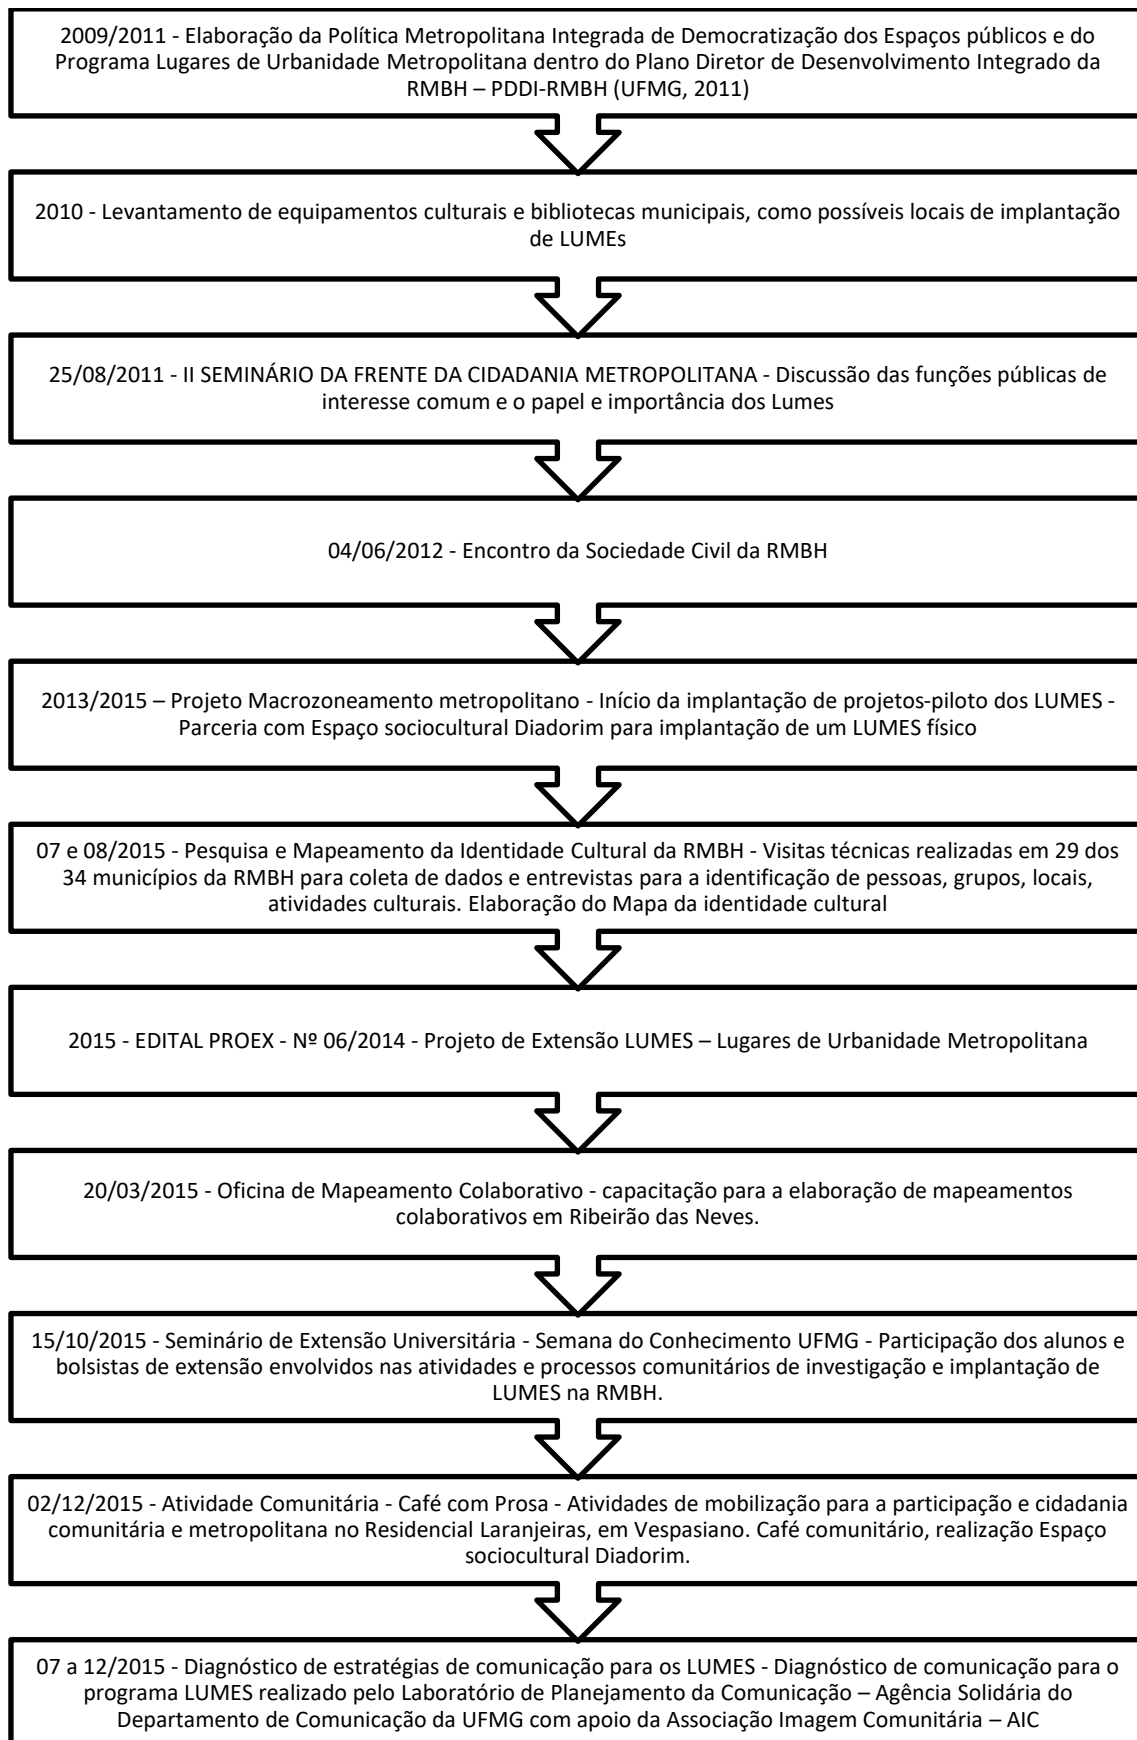 2009/2011 - Elaboração da Política Metropolitana Integrada de Democratização dos Espaços públicos e do
Programa Lugares de Urbanidade Metropolitana dentro do Plano Diretor de Desenvolvimento Integrado da
RMBH – PDDI-RMBH (UFMG, 2011)
2010 - Levantamento de equipamentos culturais e bibliotecas municipais, como possíveis locais de implantação
de LUMEs
25/08/2011 - II SEMINÁRIO DA FRENTE DA CIDADANIA METROPOLITANA - Discussão das funções públicas de
interesse comum e o papel e importância dos Lumes
04/06/2012 - Encontro da Sociedade Civil da RMBH
2013/2015 – Projeto Macrozoneamento metropolitano - Início da implantação de projetos-piloto dos LUMES -
Parceria com Espaço sociocultural Diadorim para implantação de um LUMES físico
07 e 08/2015 - Pesquisa e Mapeamento da Identidade Cultural da RMBH - Visitas técnicas realizadas em 29 dos
34 municípios da RMBH para coleta de dados e entrevistas para a identificação de pessoas, grupos, locais,
atividades culturais. Elaboração do Mapa da identidade cultural
2015 - EDITAL PROEX - Nº 06/2014 - Projeto de Extensão LUMES – Lugares de Urbanidade Metropolitana
20/03/2015 - Oficina de Mapeamento Colaborativo - capacitação para a elaboração de mapeamentos
colaborativos em Ribeirão das Neves.
15/10/2015 - Seminário de Extensão Universitária - Semana do Conhecimento UFMG - Participação dos alunos e
bolsistas de extensão envolvidos nas atividades e processos comunitários de investigação e implantação de
LUMES na RMBH.
02/12/2015 - Atividade Comunitária - Café com Prosa - Atividades de mobilização para a participação e cidadania
comunitária e metropolitana no Residencial Laranjeiras, em Vespasiano. Café comunitário, realização Espaço
sociocultural Diadorim.
07 a 12/2015 - Diagnóstico de estratégias de comunicação para os LUMES - Diagnóstico de comunicação para o
programa LUMES realizado pelo Laboratório de Planejamento da Comunicação – Agência Solidária do
Departamento de Comunicação da UFMG com apoio da Associação Imagem Comunitária – AIC